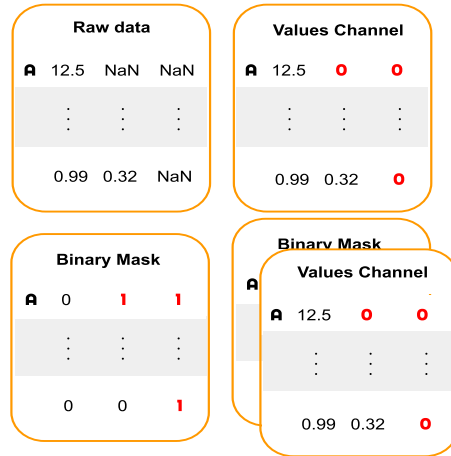 Raw data
A 12.5 NaN NaN
0.99 0.32 NaN
Values Channel
A 12.5 0 0
0.99 0.32 0
Binary Mask
A 0 1 1
0 0 1
Binary Mask
A
Values Channel
A 12.5 0 0
0.99 0.32 0